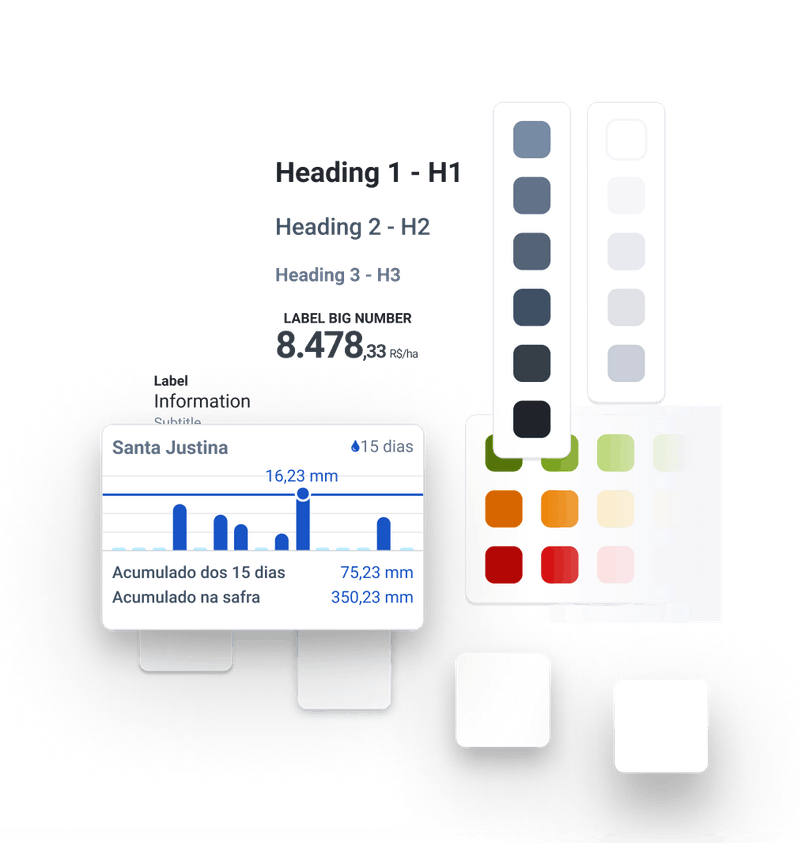 Heading 1 - H1
Heading 2 - H2
Heading 3 - H3
LABEL BIG NUMBER
8.478,33 R$/ha
Label
Information
Subtitle
Santa Justina
15 dias
16,23 mm
Acumulado dos 15 dias 75,23 mm
Acumulado na safra 350,23 mm